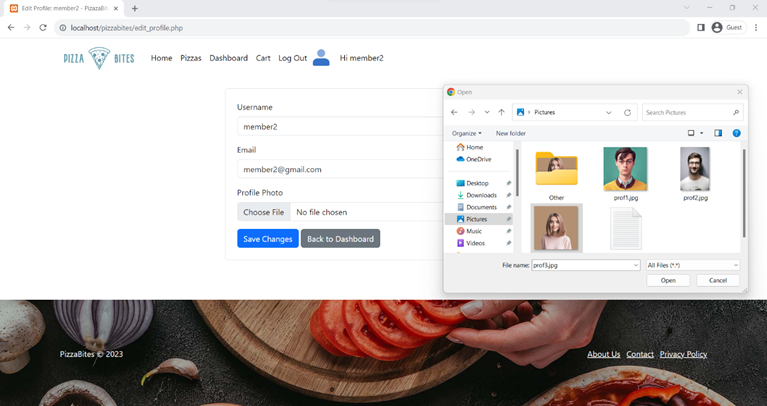 Edit Profile: member2 - PizazaBites
Guest
localhost/pizzabites/edit_profile.php
PIZZA BITES
Home Pizzas Dashboard Cart Log Out Hi member2
Username
member2
Email
member2@gmail.com
Profile Photo
Choose File No file chosen
Save Changes Back to Dashboard
Open
Pictures
Search Pictures
Organize New folder
Home
OneDrive
Desktop
Downloads
Documents
Pictures
Music
Videos
Other prof1.jpg prof2.jpg
File name: prof3.jpg All Files (*.*)
Open Cancel
PizzaBites © 2023
About Us Contact Privacy Policy